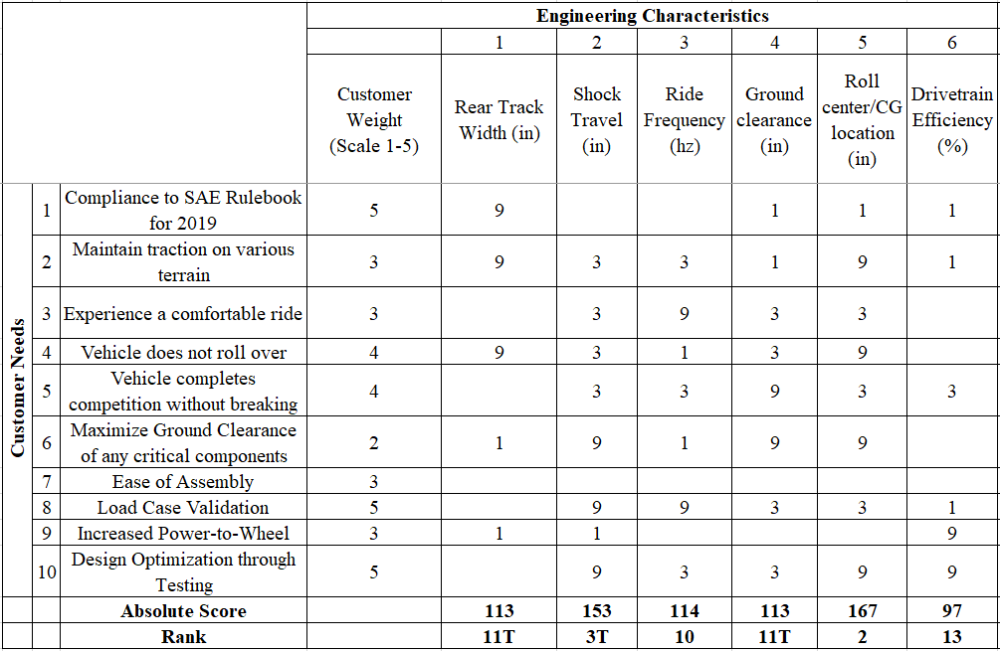 Engineering Characteristics
1 2 3 4 5 6
Customer Weight (Scale 1-5) Rear Track Width (in) Shock Travel (in) Ride Frequency (hz) Ground clearance (in) Roll center/CG location (in) Drivetrain Efficiency (%)
Customer Needs
1 Compliance to SAE Rulebook for 2019 5 9 1 1 1
2 Maintain traction on various terrain 3 9 3 3 1 9 1
3 Experience a comfortable ride 3 3 9 3 3
4 Vehicle does not roll over 4 9 3 1 3 9
5 Vehicle completes competition without breaking 4 3 3 9 3 3
6 Maximize Ground Clearance of any critical components 2 1 9 1 9 9
7 Ease of Assembly 3
8 Load Case Validation 5 9 9 3 3 1
9 Increased Power-to-Wheel 3 1 1 9
10 Design Optimization through Testing 5 9 3 3 9 9
Absolute Score 113 153 114 113 167 97
Rank 11T 3T 10 11T 2 13